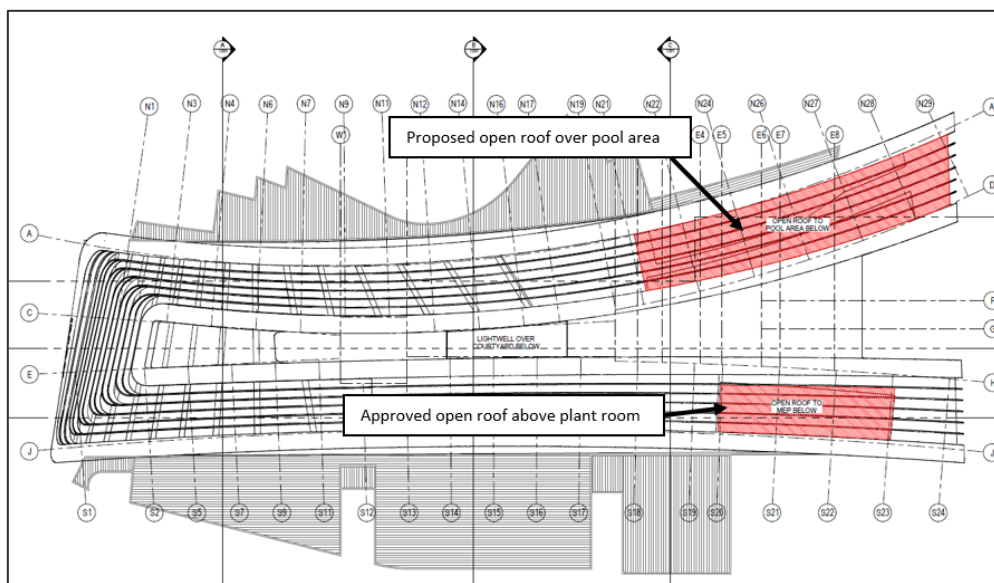 A
B
C
N1
N3
N4
N6
N7
N9
N11
N12
N14
N16
N17
N19
N21
N22
N24
N26
N27
N28
N29
A
W1
E4
E5
E6
E7
E8
Proposed open roof over pool area
D
OPEN ROOF TO
POOL AREA BELOW
A
F
C
G
LIGHTWELL OVER
COURTYARD BELOW
E
H
Approved open roof above plant room
OPEN ROOF TO
MEP BELOW
J
J
S1
S2
S5
S7
S9
S11
S12
S13
S14
S15
S16
S17
S18
S19
S20
S21
S22
S23
S24